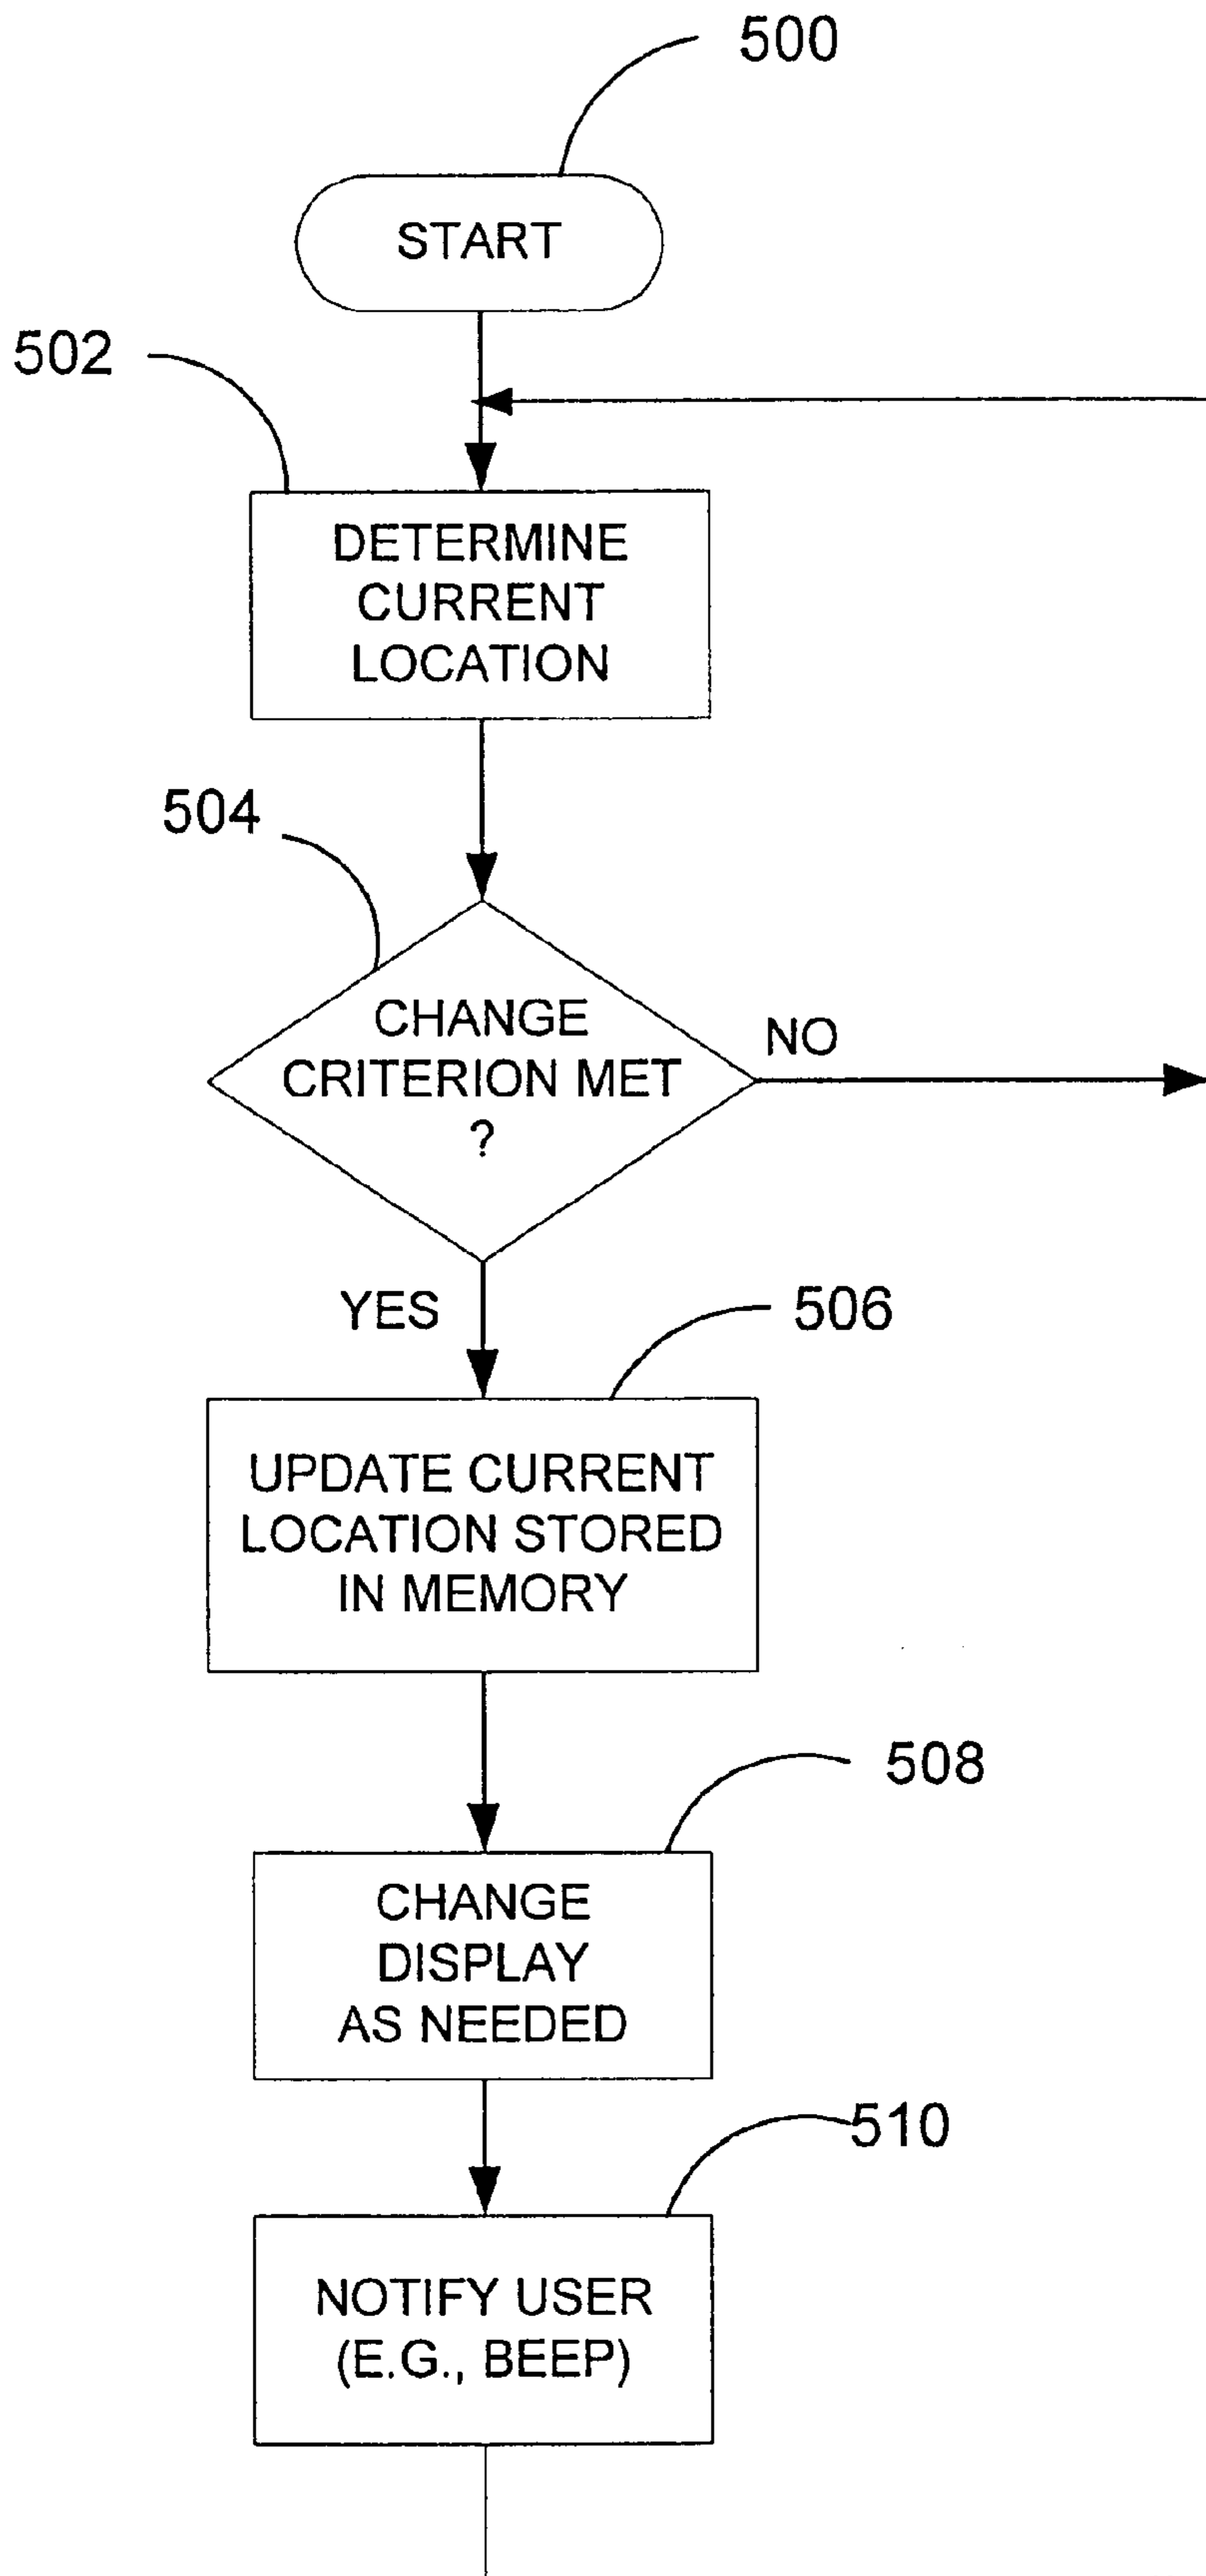 500
START
502
DETERMINE
CURRENT
LOCATION
504
CHANGE
CRITERION MET
?
NO
YES
506
UPDATE CURRENT
LOCATION STORED
IN MEMORY
508
CHANGE
DISPLAY
AS NEEDED
510
NOTIFY USER
(E.G., BEEP)